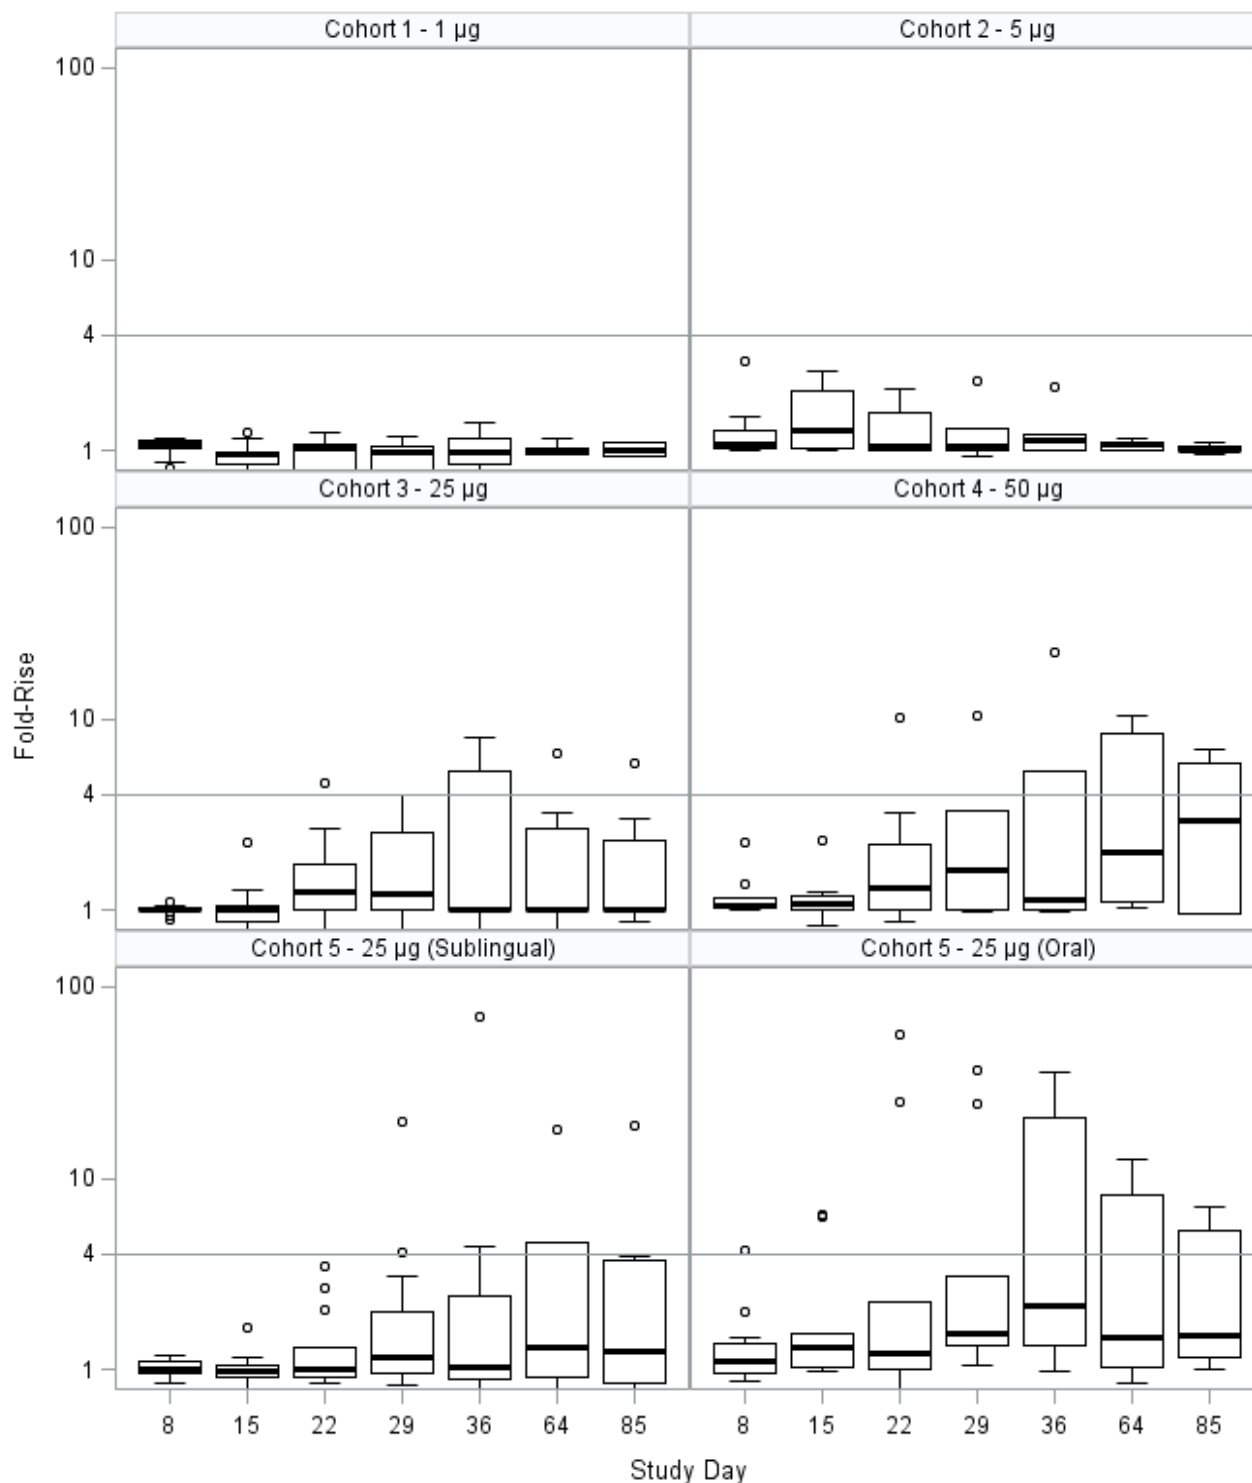 Cohort 1 - 1 µg
Cohort 2 - 5 µg
100
10
4
1
Cohort 3 - 25 µg
Cohort 4 - 50 µg
100
10
4
1
Fold-Rise
Cohort 5 - 25 µg (Sublingual)
Cohort 5 - 25 µg (Oral)
100
10
4
1
8 15 22 29 36 64 85
8 15 22 29 36 64 85
Study Day